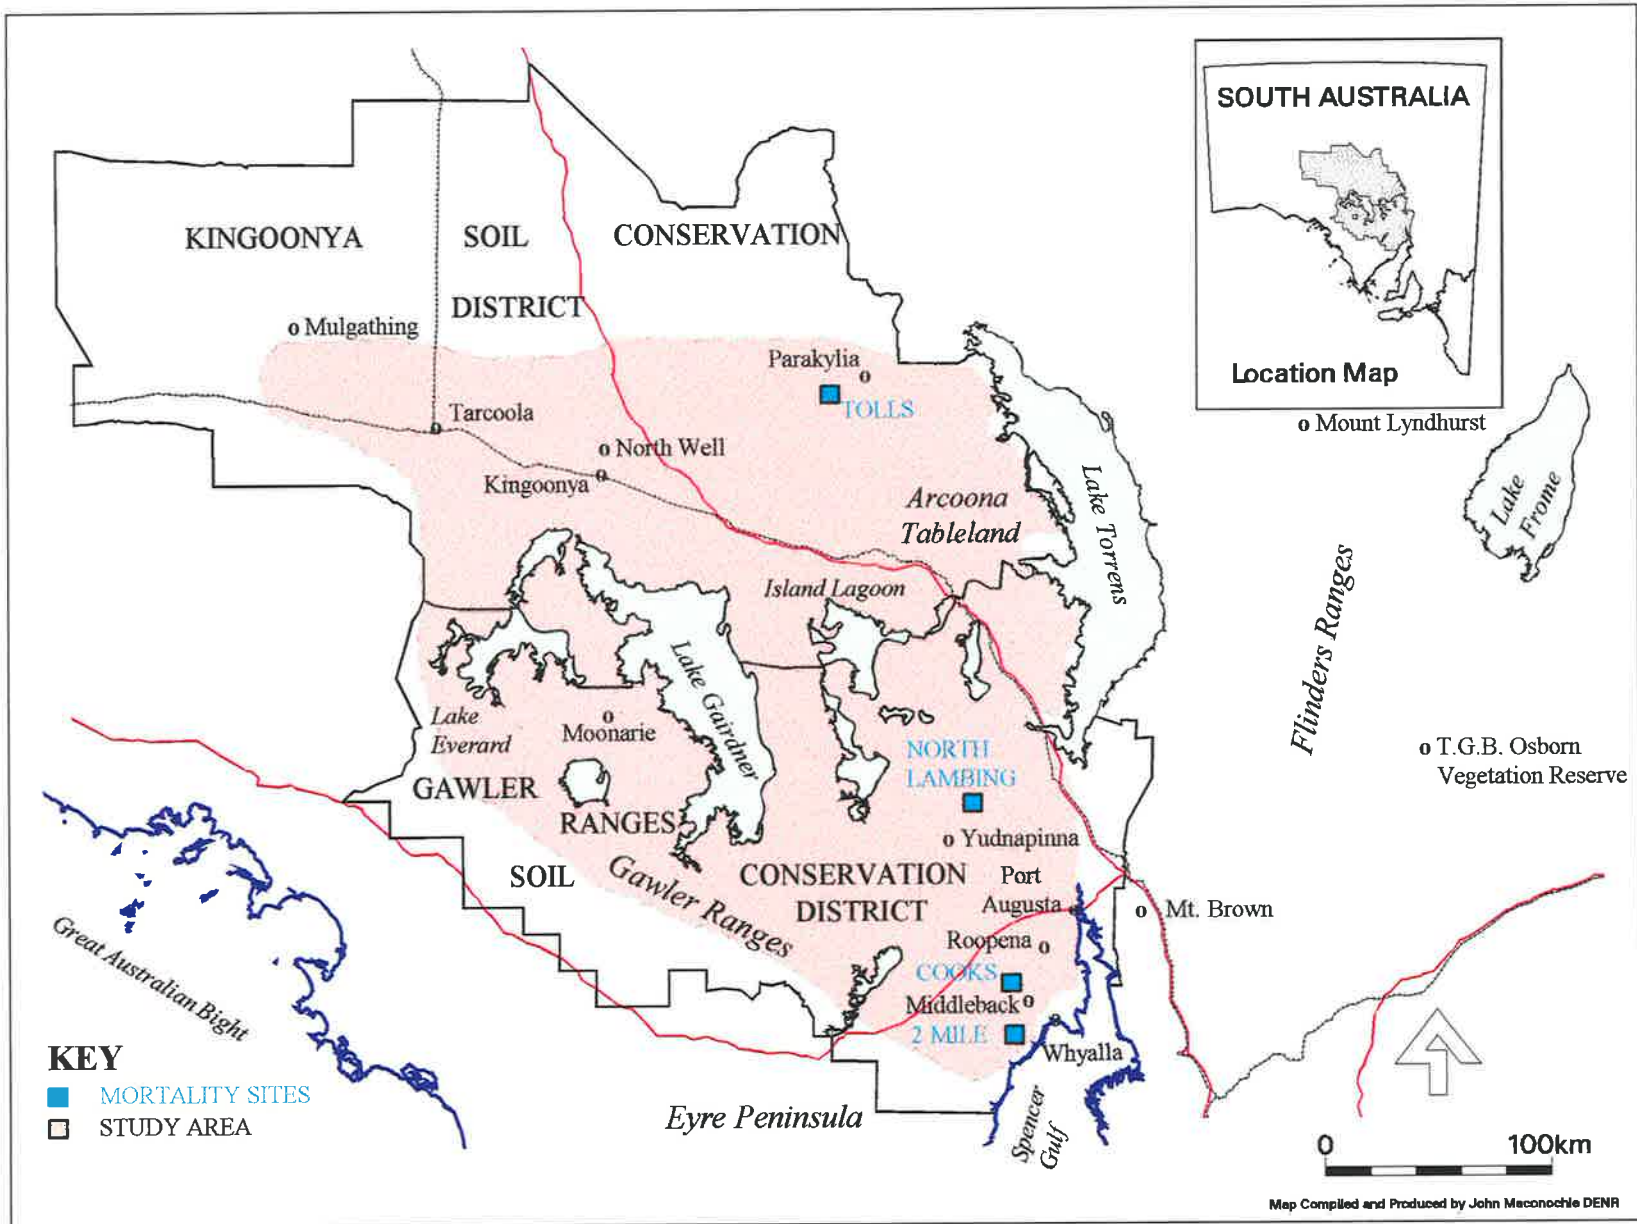 SOUTH AUSTRALIA
Location Map
KINGOONYA SOIL CONSERVATION
DISTRICT
Mulgathing
Parakylia
TOLLS
Tarcoola
North Well
Kingoonya
Mount Lyndhurst
Lake Frome
Lake Torrens
Arcoona
Tableland
Island Lagoon
Flinders Ranges
Lake Gairdner
Lake
Everard
Moonarie
GAWLER
RANGES
NORTH
LAMBING
T.G.B. Osborn
Vegetation Reserve
Yudnapinna
SOIL
Gawler Ranges
CONSERVATION
DISTRICT
Port
Augusta
Mt. Brown
Roopena
COOKS
Middleback
2 MILE
Whyalla
Great Australian Bight
KEY
MORTALITY SITES
STUDY AREA
Eyre Peninsula
Spencer
Gulf
0 100km
Map Compiled and Produced by John Maconochie DENR